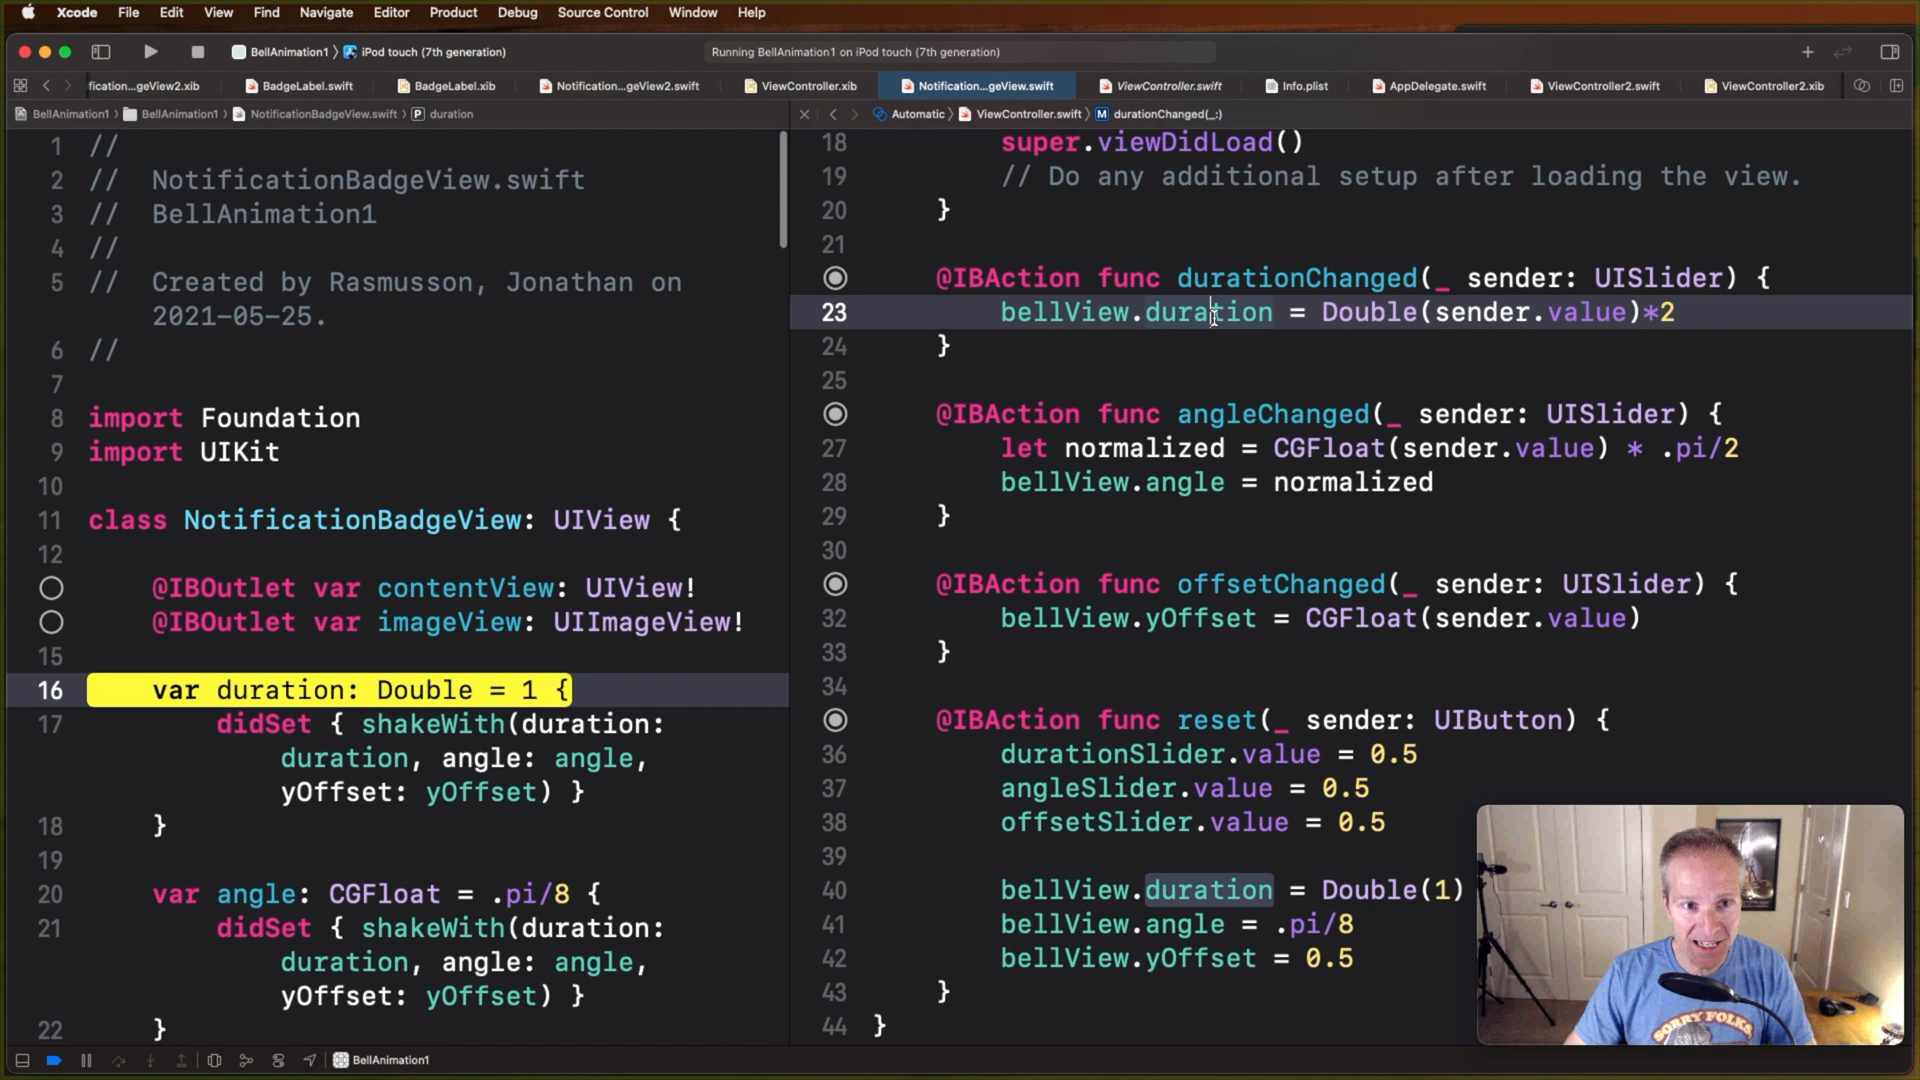 Xcode File Edit View Find Navigate Editor Product Debug Source Control Window Help
BellAnimation1 iPod touch (7th generation) Running BellAnimation1 on iPod touch (7th generation)
fication...geView2.xib BadgeLabel.swift BadgeLabel.xib Notification...geView2.swift ViewController.xib Notification...geView.swift ViewController.swift Info.plist AppDelegate.swift ViewController2.swift ViewController2.xib
BellAnimation1 BellAnimation1 NotificationBadgeView.swift P duration
1 //
2 // NotificationBadgeView.swift
3 // BellAnimation1
4 //
5 // Created by Rasmusson, Jonathan on
2021-05-25.
6 //
7
8 import Foundation
9 import UIKit
10
11 class NotificationBadgeView: UIView {
12
@IBOutlet var contentView: UIView!
@IBOutlet var imageView: UIImageView!
15
16 var duration: Double = 1 {
17 didSet { shakeWith(duration:
duration, angle: angle,
yOffset: yOffset) }
18 }
19
20 var angle: CGFloat = .pi/8 {
21 didSet { shakeWith(duration:
duration, angle: angle,
yOffset: yOffset) }
22 }
Automatic ViewController.swift M durationChanged(_:)
18 super.viewDidLoad()
19 // Do any additional setup after loading the view.
20 }
21
@IBAction func durationChanged(_ sender: UISlider) {
23 bellView.duration = Double(sender.value)*2
24 }
25
@IBAction func angleChanged(_ sender: UISlider) {
27 let normalized = CGFloat(sender.value) * .pi/2
28 bellView.angle = normalized
29 }
30
@IBAction func offsetChanged(_ sender: UISlider) {
32 bellView.yOffset = CGFloat(sender.value)
33 }
34
@IBAction func reset(_ sender: UIButton) {
36 durationSlider.value = 0.5
37 angleSlider.value = 0.5
38 offsetSlider.value = 0.5
39
40 bellView.duration = Double(1)
41 bellView.angle = .pi/8
42 bellView.yOffset = 0.5
43 }
44 }
SORRY FOLKS
BellAnimation1